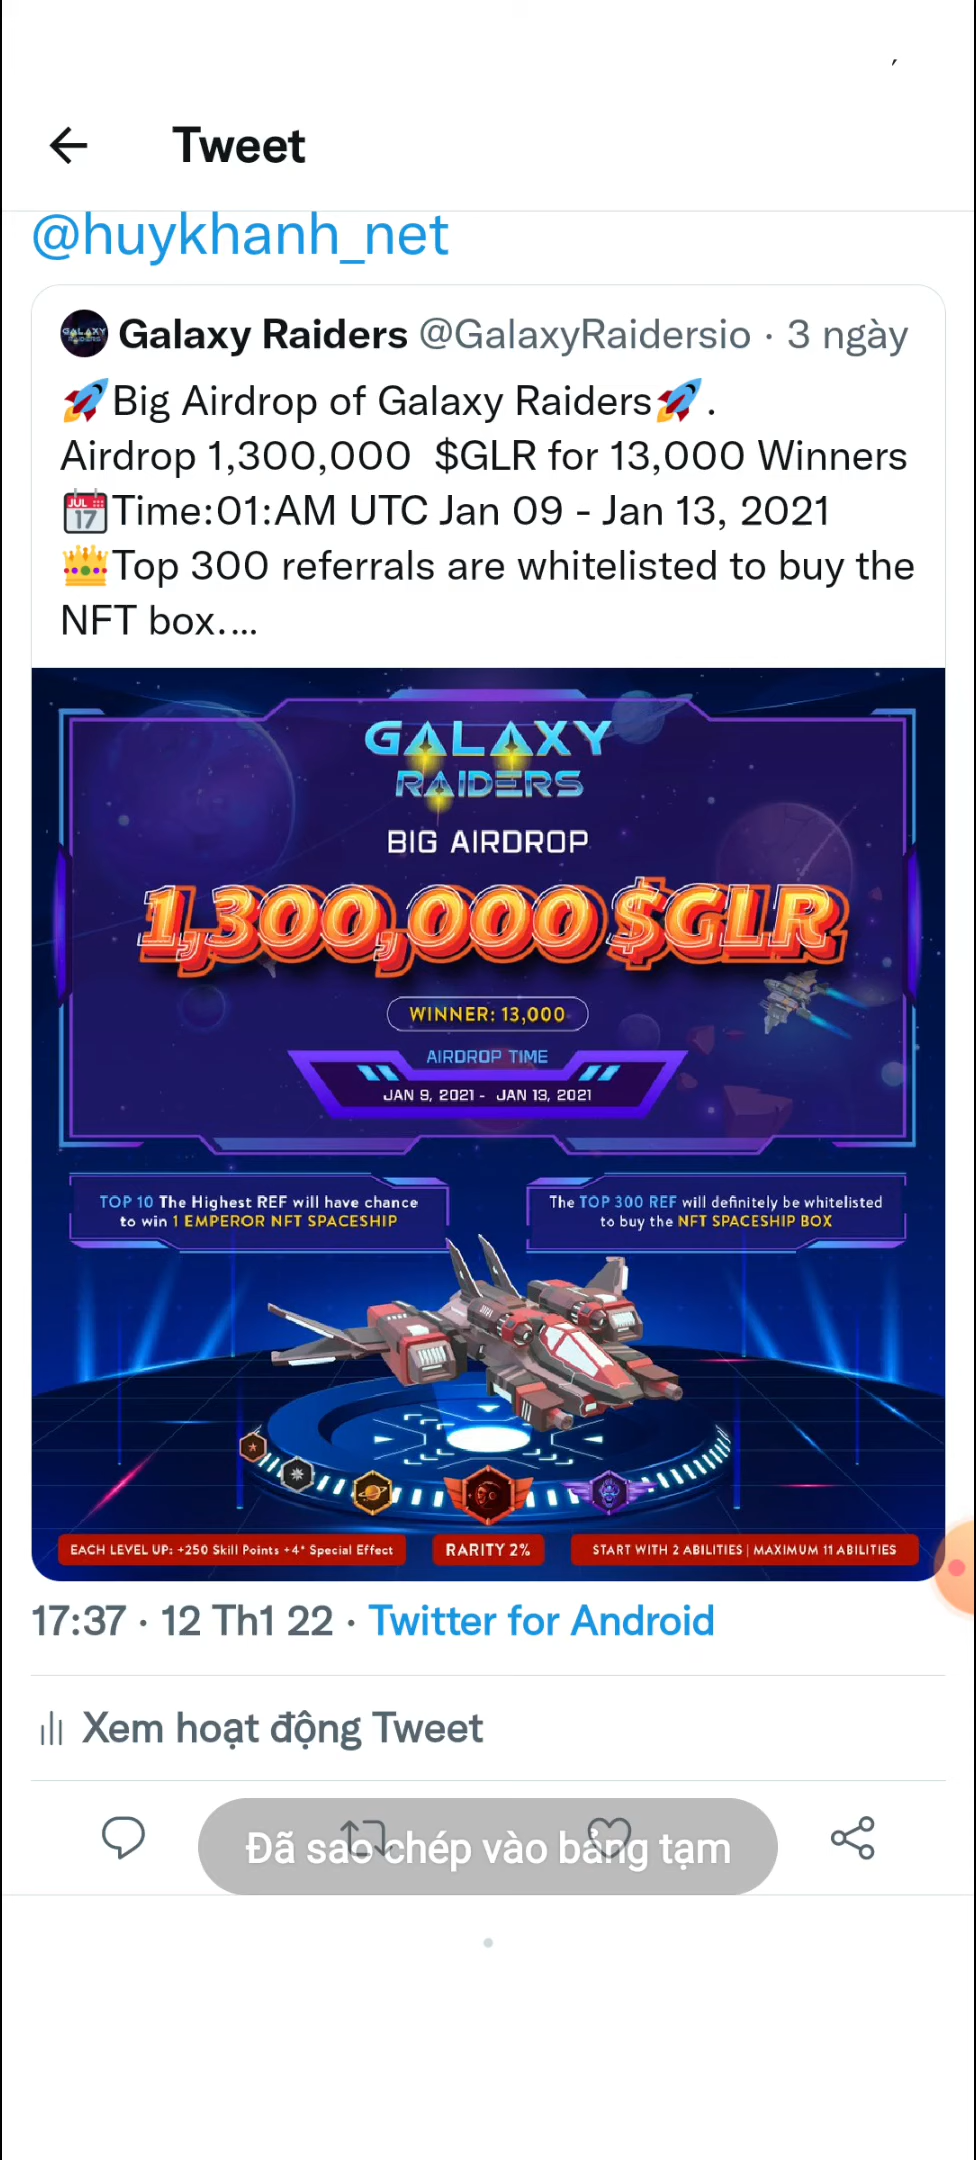 Tweet
@huykhanh_net
GALAXY RAIDERS
Galaxy Raiders @GalaxyRaidersio · 3 ngày
🚀Big Airdrop of Galaxy Raiders🚀.
Airdrop 1,300,000 $GLR for 13,000 Winners
📅Time:01:AM UTC Jan 09 - Jan 13, 2021
👑Top 300 referrals are whitelisted to buy the
NFT box.…
GALAXY
RAIDERS
BIG AIRDROP
1,300,000 $GLR
WINNER: 13,000
AIRDROP TIME
JAN 9, 2021 - JAN 13, 2021
TOP 10 The Highest REF will have chance
to win 1 EMPEROR NFT SPACESHIP
The TOP 300 REF will definitely be whitelisted
to buy the NFT SPACESHIP BOX
EACH LEVEL UP: +250 Skill Points +4* Special Effect
RARITY 2%
START WITH 2 ABILITIES | MAXIMUM 11 ABILITIES
17:37 · 12 Th1 22 · Twitter for Android
Xem hoạt động Tweet
Đã sao chép vào bảng tạm